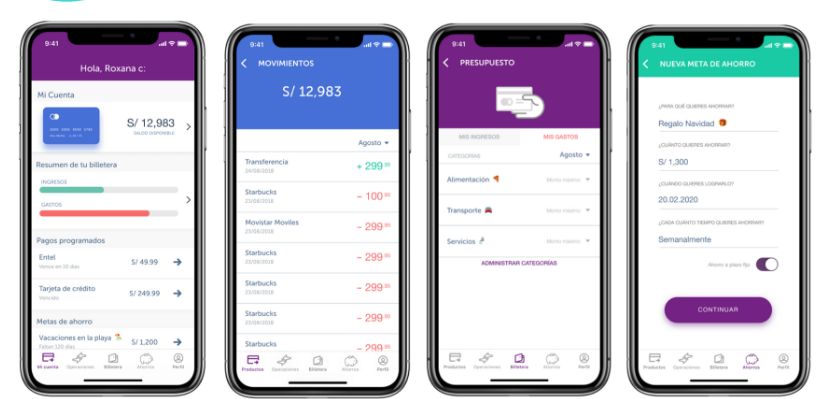 9:41
Hola, Roxana c:
Mi Cuenta
S/ 12,983
SALDO DISPONIBLE
Resumen de tu billetera
INGRESOS
GASTOS
Pagos programados
Entel
Vence en 10 días
S/ 49.99
Tarjeta de crédito
Vencido
S/ 249.99
Metas de ahorro
Vacaciones en la playa
Faltan 120 días
S/ 1,200
Mi cuenta Operaciones Billetera Ahorros Perfil
9:41
MOVIMIENTOS
S/ 12,983
Agosto
Transferencia
24/08/2018
+ 299
Starbucks
23/08/2018
- 100
Movistar Moviles
23/08/2018
- 299
Starbucks
23/08/2018
- 299
Starbucks
23/08/2018
- 299
Starbucks
23/08/2018
- 299
Starbucks
- 299
Productos Operaciones Billetera Ahorros Perfil
9:41
PRESUPUESTO
MIS INGRESOS MIS GASTOS
CATEGORÍAS Agosto
Alimentación Monto máximo
Transporte Monto máximo
Servicios Monto máximo
ADMINISTRAR CATEGORÍAS
Productos Operaciones Billetera Ahorros Perfil
9:41
NUEVA META DE AHORRO
¿PARA QUÉ QUIERES AHORRAR?
Regalo Navidad
¿CUÁNTO QUIERES AHORRAR?
S/ 1,300
¿CUÁNDO QUIERES LOGRARLO?
20.02.2020
¿CADA CUÁNTO TIEMPO QUIERES AHORRAR?
Semanalmente
Ahorro a plazo fijo
CONTINUAR
Productos Operaciones Billetera Ahorros Perfil